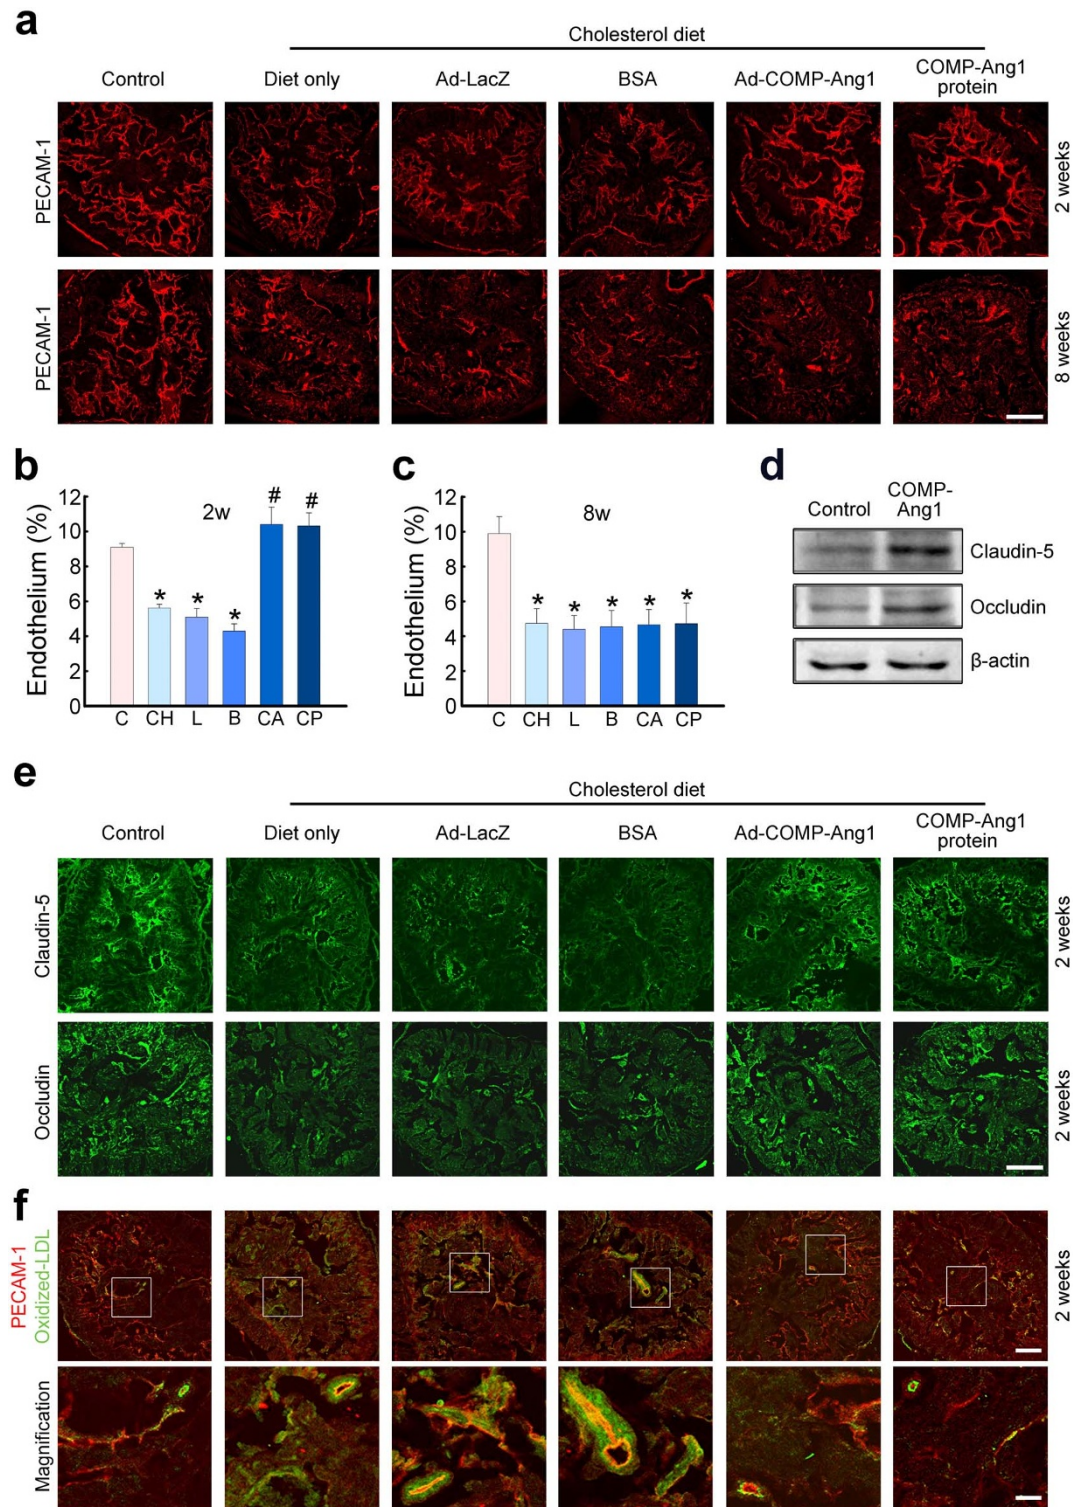 a
Cholesterol diet
Control
Diet only
Ad-LacZ
BSA
Ad-COMP-Ang1
COMP-Ang1
protein
PECAM-1
2 weeks
PECAM-1
8 weeks
b
Endothelium (%)
2w
12
10
8
6
4
2
0
*
*
*
#
#
C CH L B CA CP
c
Endothelium (%)
8w
12
10
8
6
4
2
0
*
*
*
*
*
C CH L B CA CP
d
Control
COMP-
Ang1
Claudin-5
Occludin
β-actin
e
Cholesterol diet
Control
Diet only
Ad-LacZ
BSA
Ad-COMP-Ang1
COMP-Ang1
protein
Claudin-5
2 weeks
Occludin
2 weeks
f
PECAM-1
Oxidized-LDL
2 weeks
Magnification